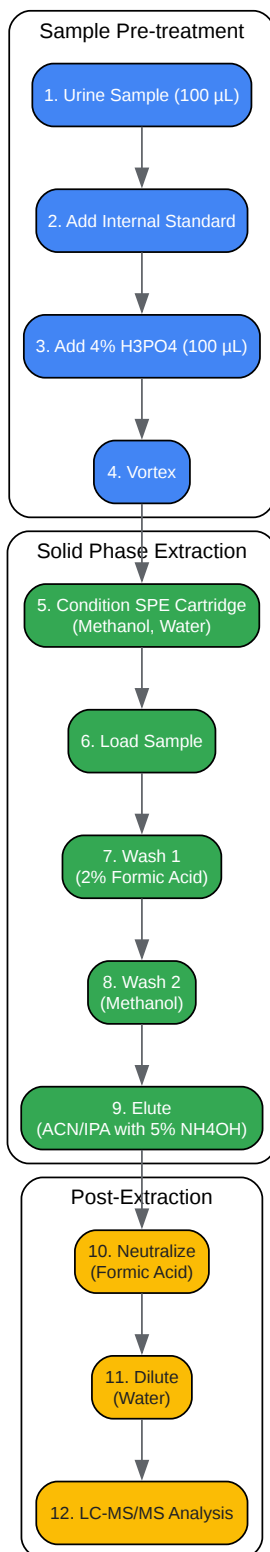 Sample Pre-treatment
1. Urine Sample (100 µL)
2. Add Internal Standard
3. Add 4% H3PO4 (100 µL)
4. Vortex
Solid Phase Extraction
5. Condition SPE Cartridge
(Methanol, Water)
6. Load Sample
7. Wash 1
(2% Formic Acid)
8. Wash 2
(Methanol)
9. Elute
(ACN/IPA with 5% NH4OH)
Post-Extraction
10. Neutralize
(Formic Acid)
11. Dilute
(Water)
12. LC-MS/MS Analysis